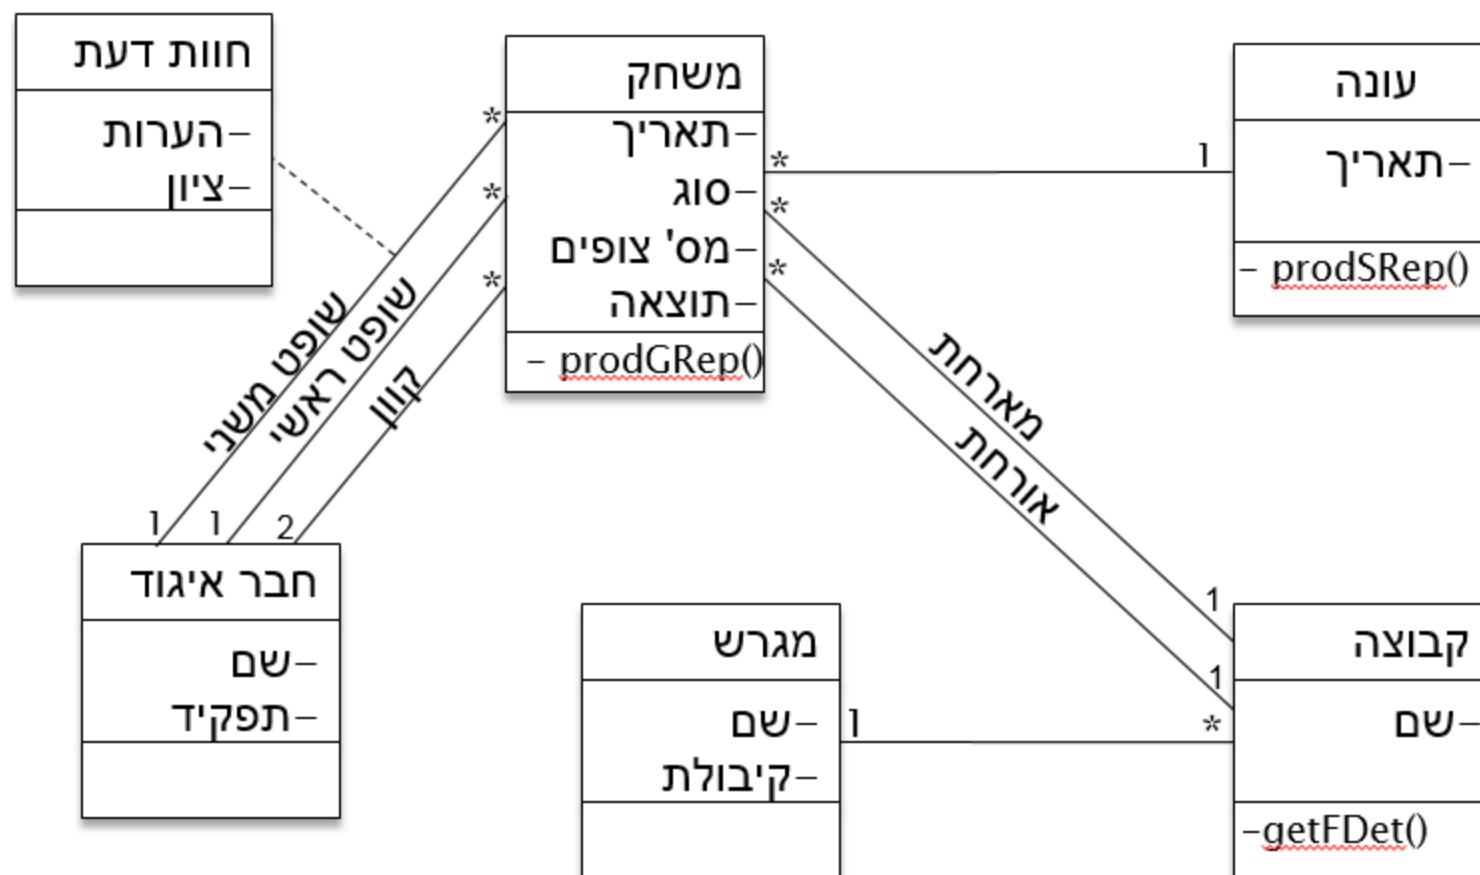 חוות דעת
–הערות
–ציון
משחק
–תאריך
–סוג
–מס' צופים
–תוצאה
– prodGRep()
עונה
–תאריך
– prodSRep()
* 1
*
*
*
*
*
שופט משני
שופט ראשי
קוון
מארחת
אורחת
1 1 2
1
1
חבר איגוד
–שם
–תפקיד
מגרש
–שם
–קיבולת
1 *
קבוצה
–שם
–getFDet()